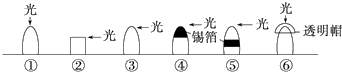 光 光 光 光 光 光
锡箔 透明帽
① ② ③ ④ ⑤ ⑥